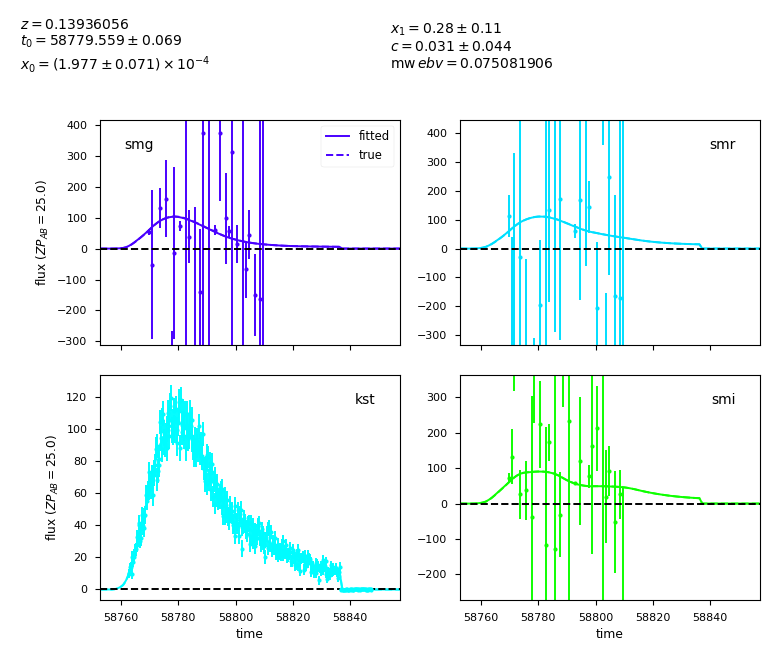 z = 0.13936056
t₀ = 58779.559 ± 0.069
x₀ = (1.977 ± 0.071) × 10⁻⁴
x₁ = 0.28 ± 0.11
c = 0.031 ± 0.044
mw ebv = 0.075081906
smg
fitted
true
flux (ZP_AB = 25.0)
400
300
200
100
0
−100
−200
−300
smr
400
300
200
100
0
−100
−200
−300
kst
flux (ZP_AB = 25.0)
120
100
80
60
40
20
0
58760 58780 58800 58820 58840
time
smi
300
200
100
0
−100
−200
58760 58780 58800 58820 58840
time